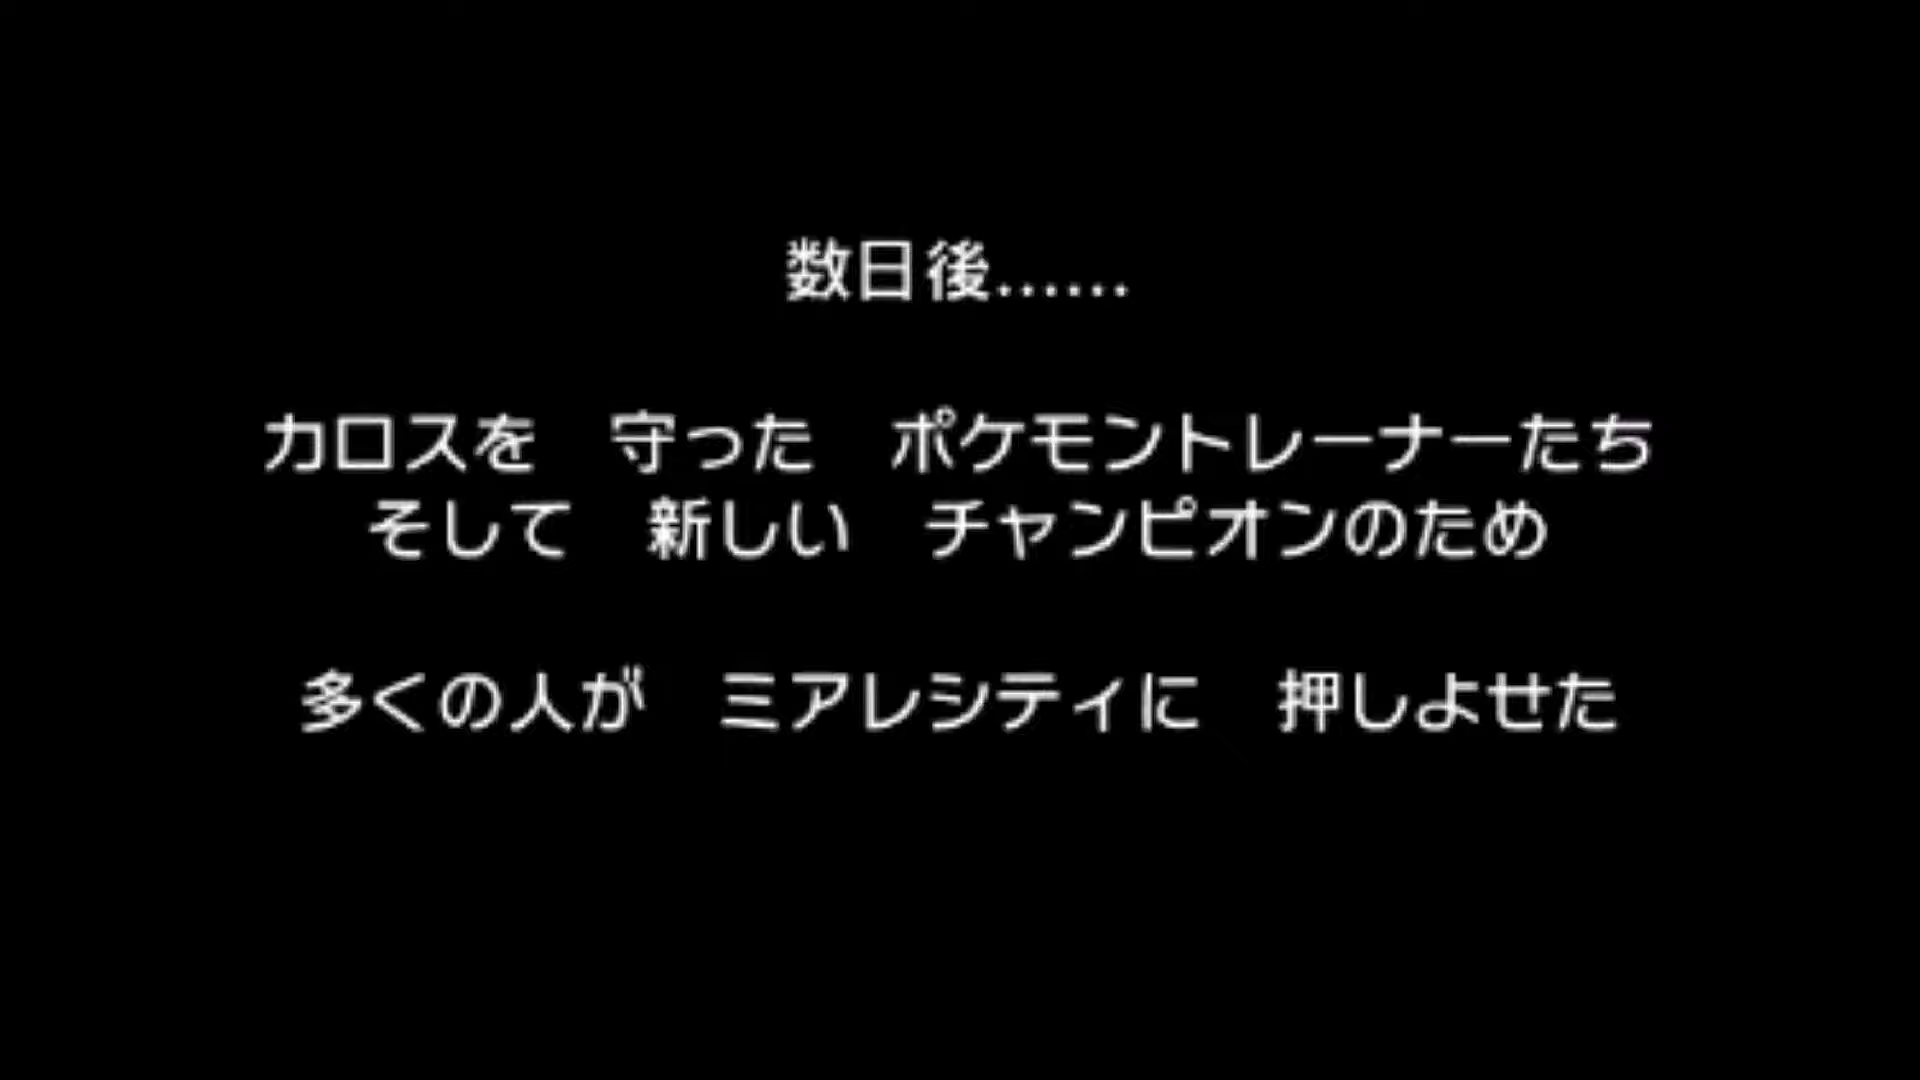 数日後……
カロスを　守った　ポケモントレーナーたち
そして　新しい　チャンピオンのため
多くの人が　ミアレシティに　押しよせた